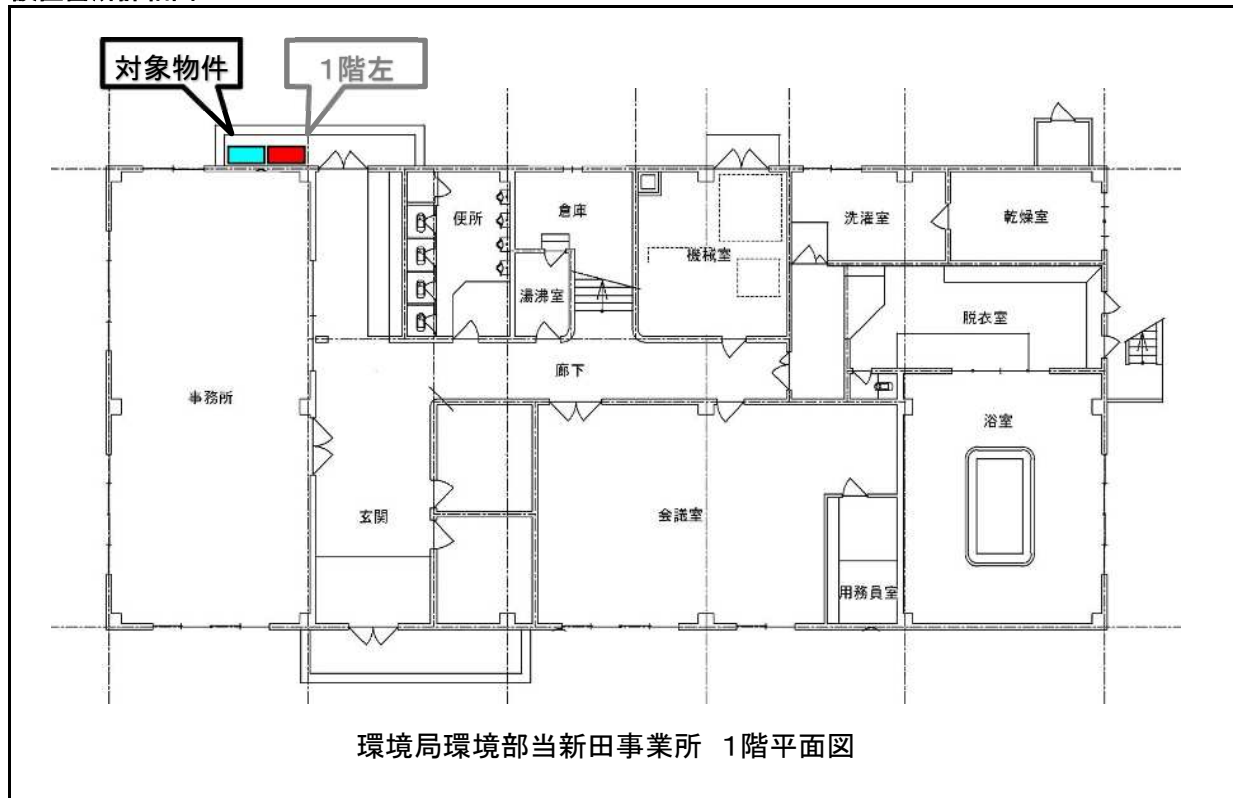 対象物件
1階左
便所
倉庫
機械室
洗濯室
乾燥室
湯沸室
脱衣室
廊下
事務所
浴室
玄関
会議室
用務員室
環境局環境部当新田事業所　1階平面図